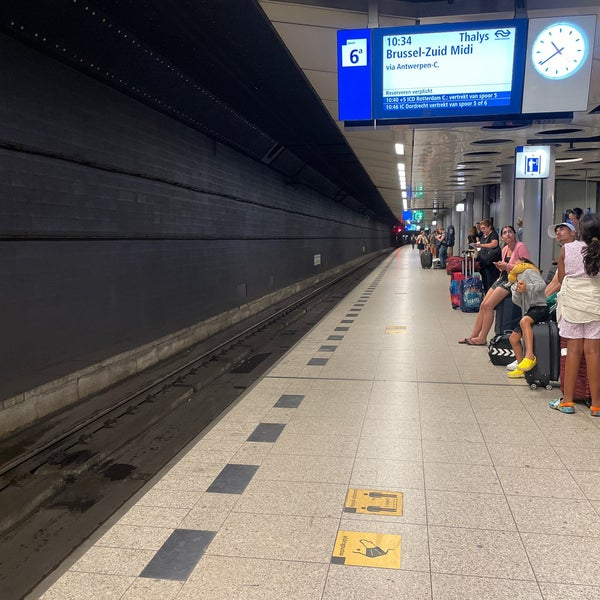 6a
10:34 Thalys
Brussel-Zuid Midi
via Antwerpen-C.
Reserveren verplicht
10:40 +5 ICD Rotterdam C.: vertrekt van spoor 5
10:46 IC Dordrecht vertrekt van spoor 5 of 6
mondkapje